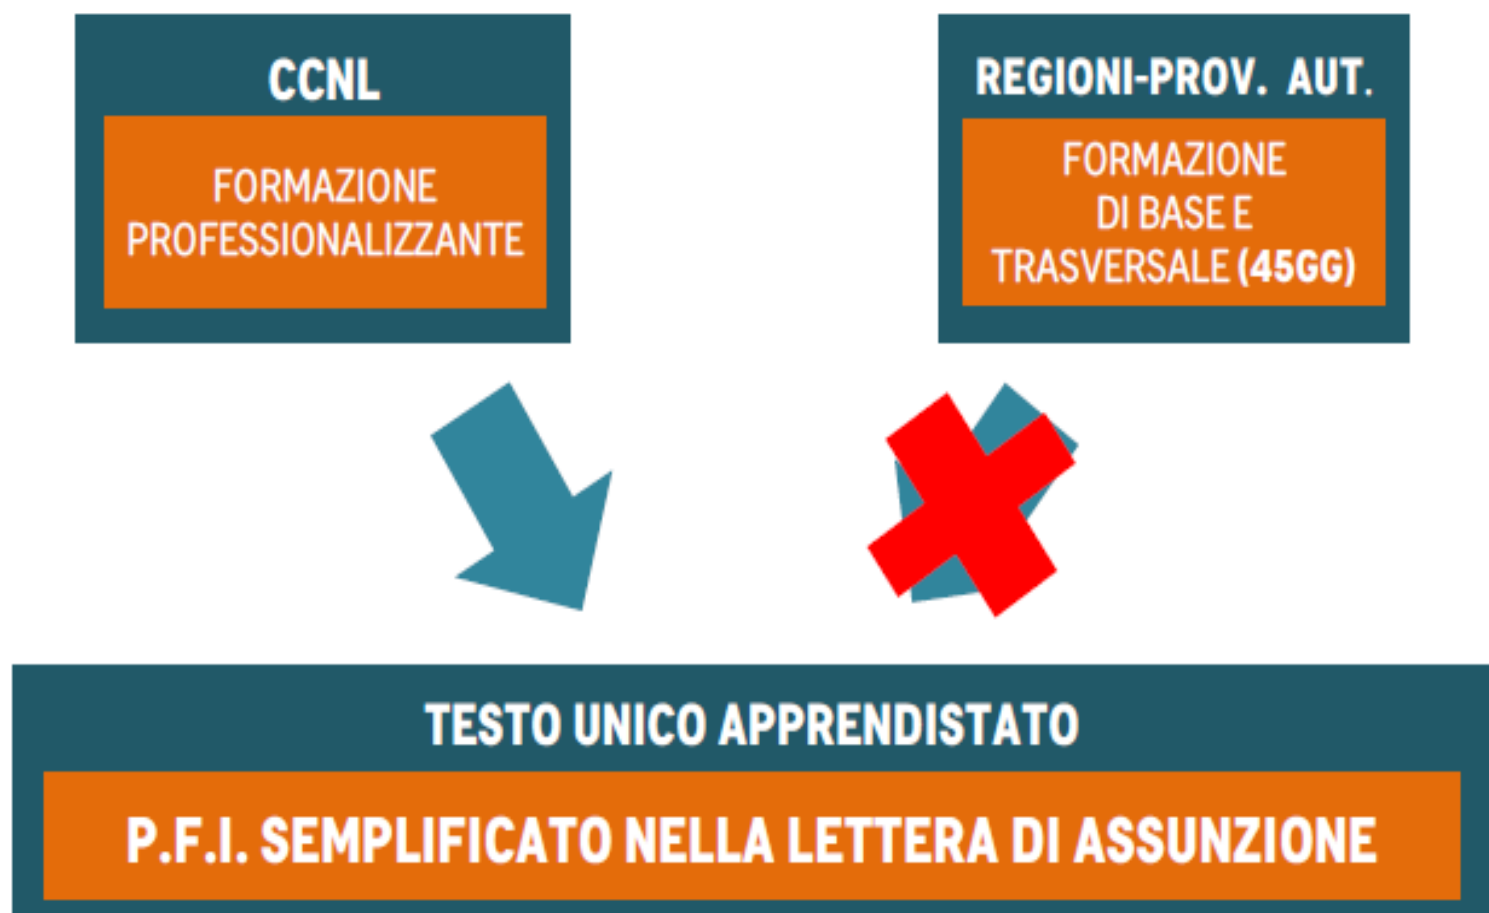 CCNL
FORMAZIONE
PROFESSIONALIZZANTE
REGIONI-PROV. AUT.
FORMAZIONE
DI BASE E
TRASVERSALE (45GG)
TESTO UNICO APPRENDISTATO
P.F.I. SEMPLIFICATO NELLA LETTERA DI ASSUNZIONE